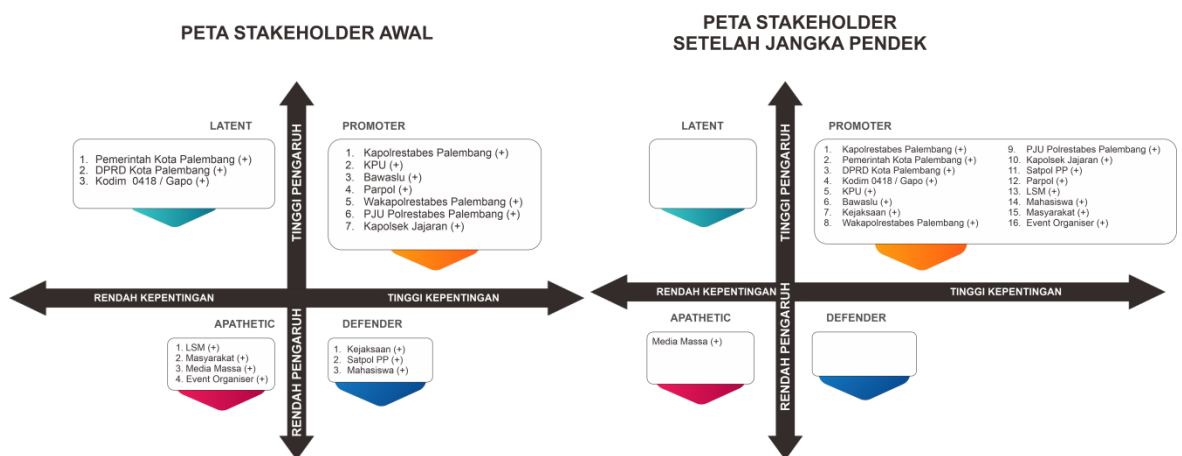 PETA STAKEHOLDER AWAL
LATENT
1. Pemerintah Kota Palembang (+)
2. DPRD Kota Palembang (+)
3. Kodim 0418 / Gapo (+)
TINGGI PENGARUH
PROMOTER
1. Kapolrestabes Palembang (+)
2. KPU (+)
3. Bawaslu (+)
4. Parpol (+)
5. Wakapolrestabes Palembang (+)
6. PJU Polrestabes Palembang (+)
7. Kapolsek Jajaran (+)
RENDAH KEPENTINGAN
TINGGI KEPENTINGAN
APATHETIC
1. LSM (+)
2. Masyarakat (+)
3. Media Massa (+)
4. Event Organiser (+)
RENDAH PENGARUH
DEFENDER
1. Kejaksaan (+)
2. Satpol PP (+)
3. Mahasiswa (+)
PETA STAKEHOLDER
SETELAH JANGKA PENDEK
LATENT
TINGGI PENGARUH
PROMOTER
1. Kapolrestabes Palembang (+)
2. Pemerintah Kota Palembang (+)
3. DPRD Kota Palembang (+)
4. Kodim 0418 / Gapo (+)
5. KPU (+)
6. Bawaslu (+)
7. Kejaksaan (+)
8. Wakapolrestabes Palembang (+)
9. PJU Polrestabes Palembang (+)
10. Kapolsek Jajaran (+)
11. Satpol PP (+)
12. Parpol (+)
13. LSM (+)
14. Mahasiswa (+)
15. Masyarakat (+)
16. Event Organiser (+)
RENDAH KEPENTINGAN
TINGGI KEPENTINGAN
APATHETIC
Media Massa (+)
RENDAH PENGARUH
DEFENDER